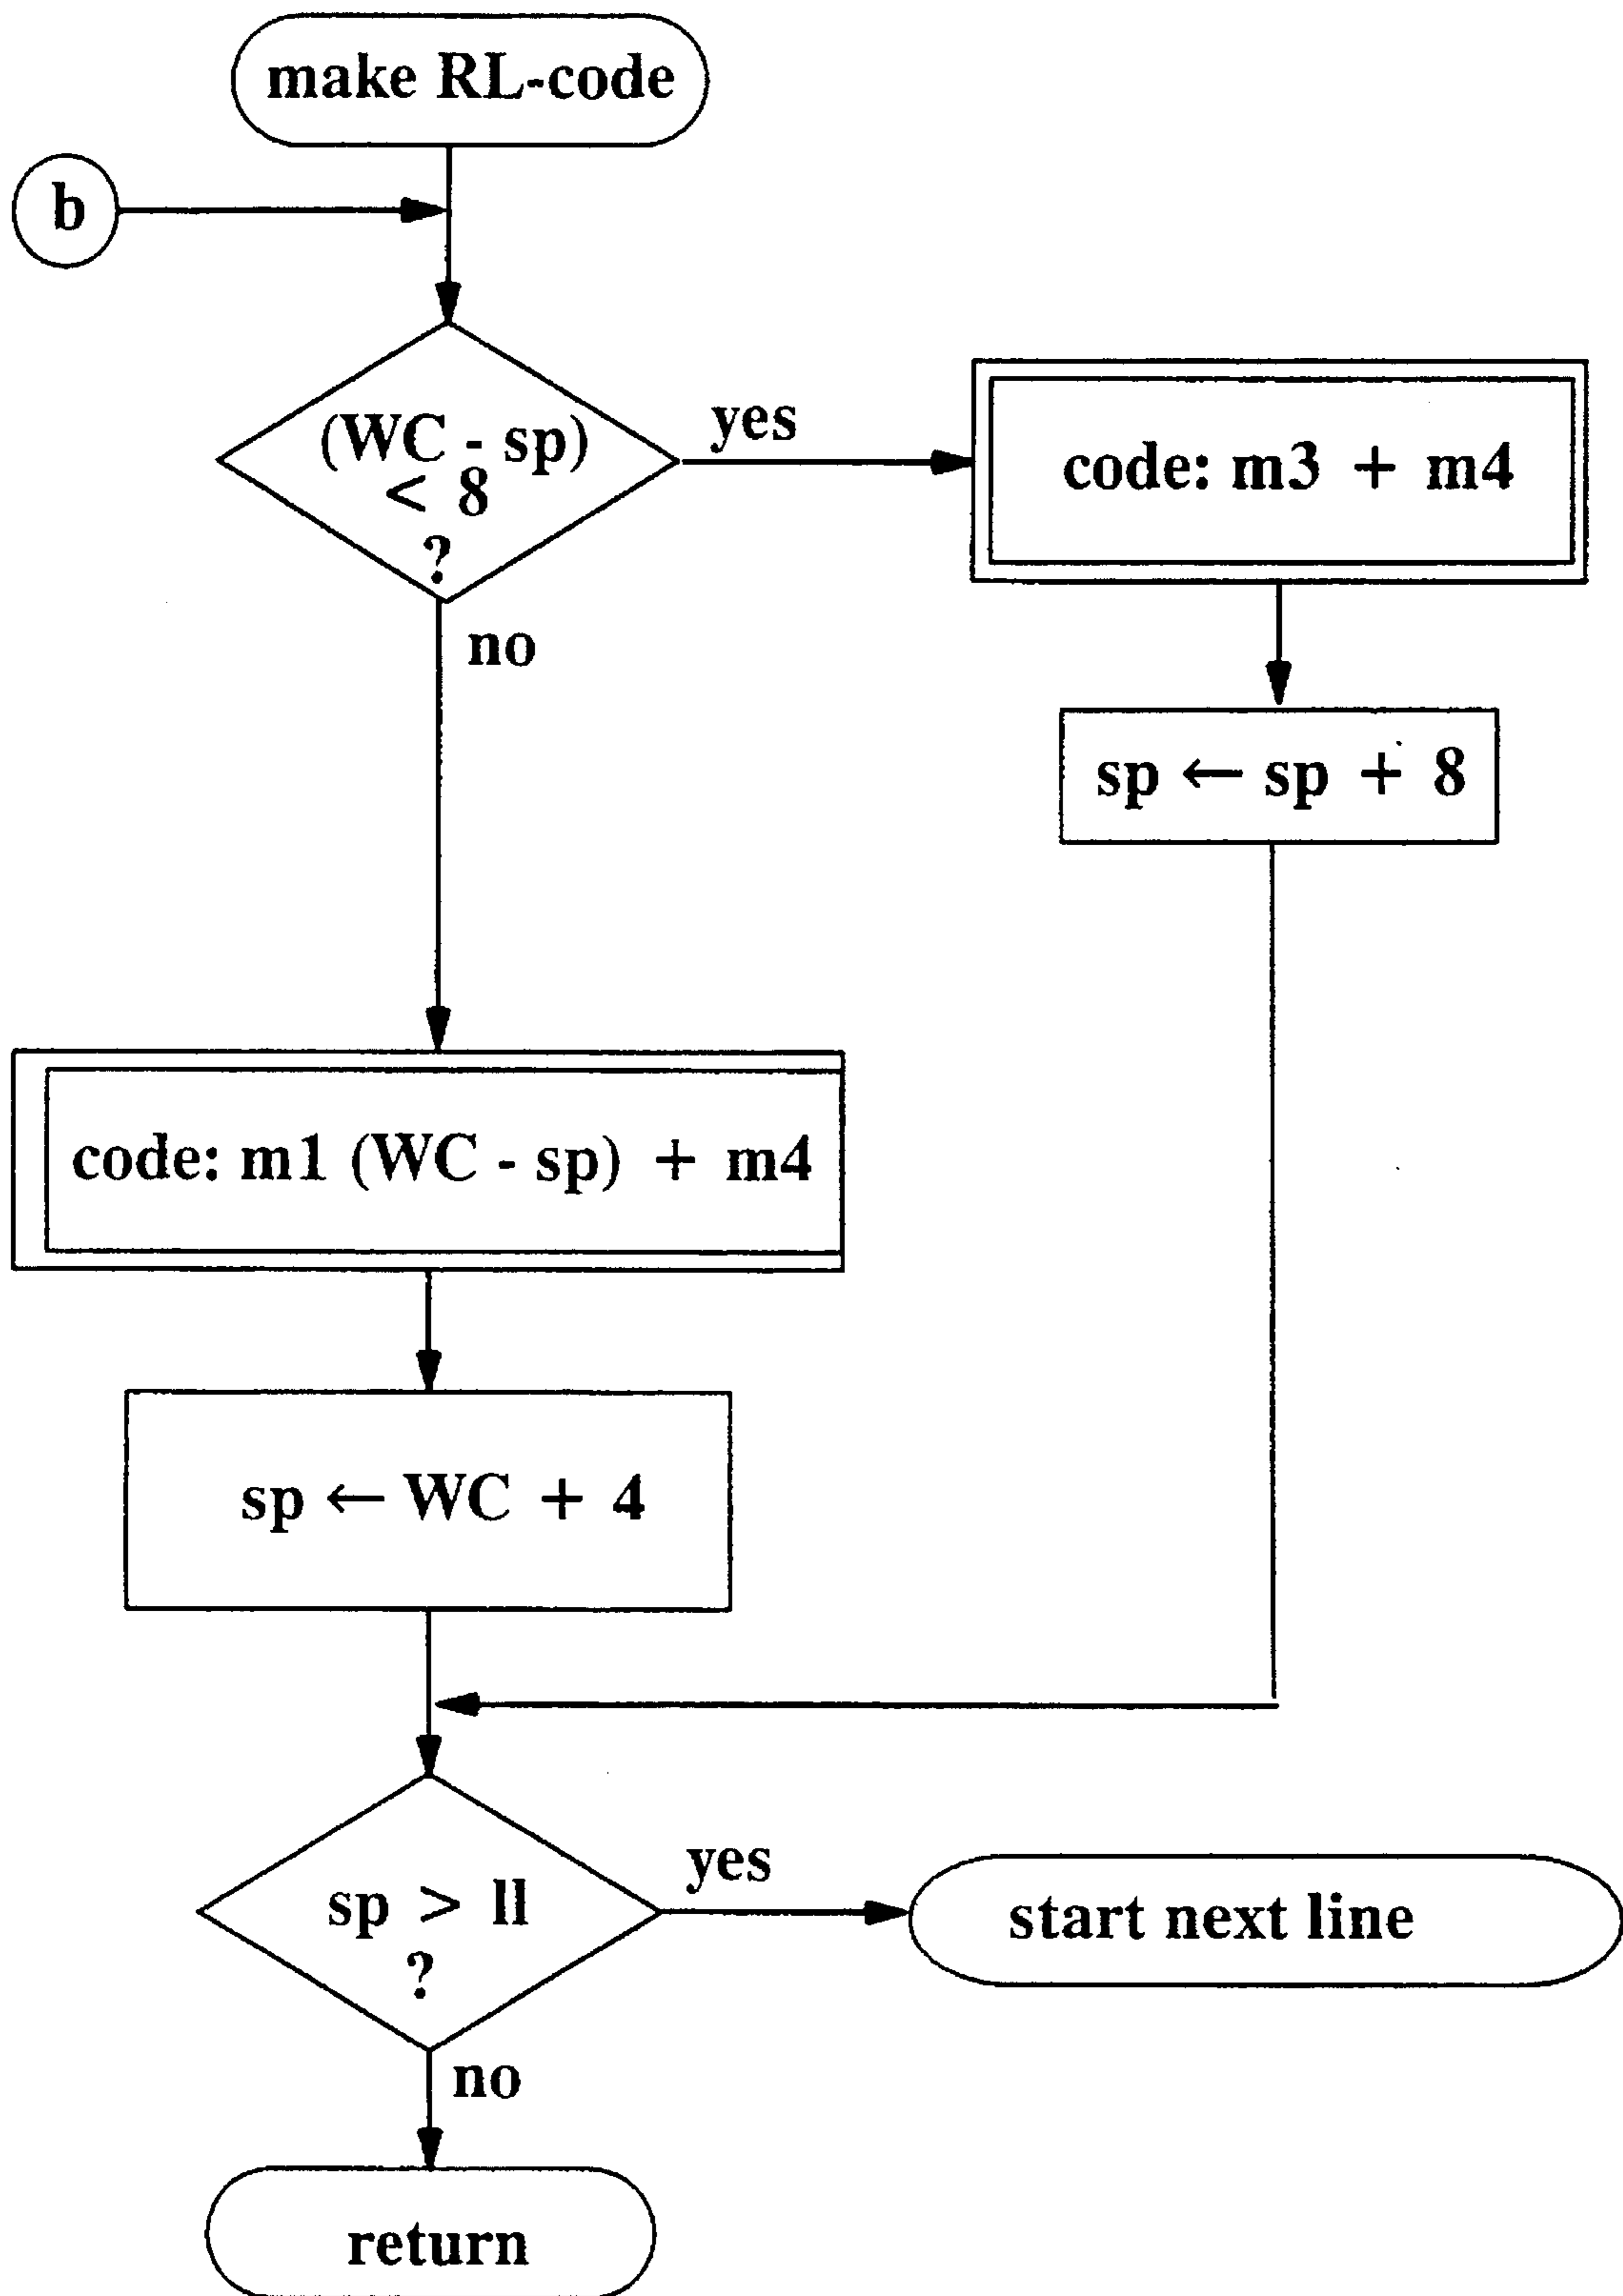 make RL-code
b
(WC - sp)
< 8
?
yes
code: m3 + m4
no
sp ← sp + 8
code: m1 (WC - sp) + m4
sp ← WC + 4
sp > ll
?
yes
start next line
no
return